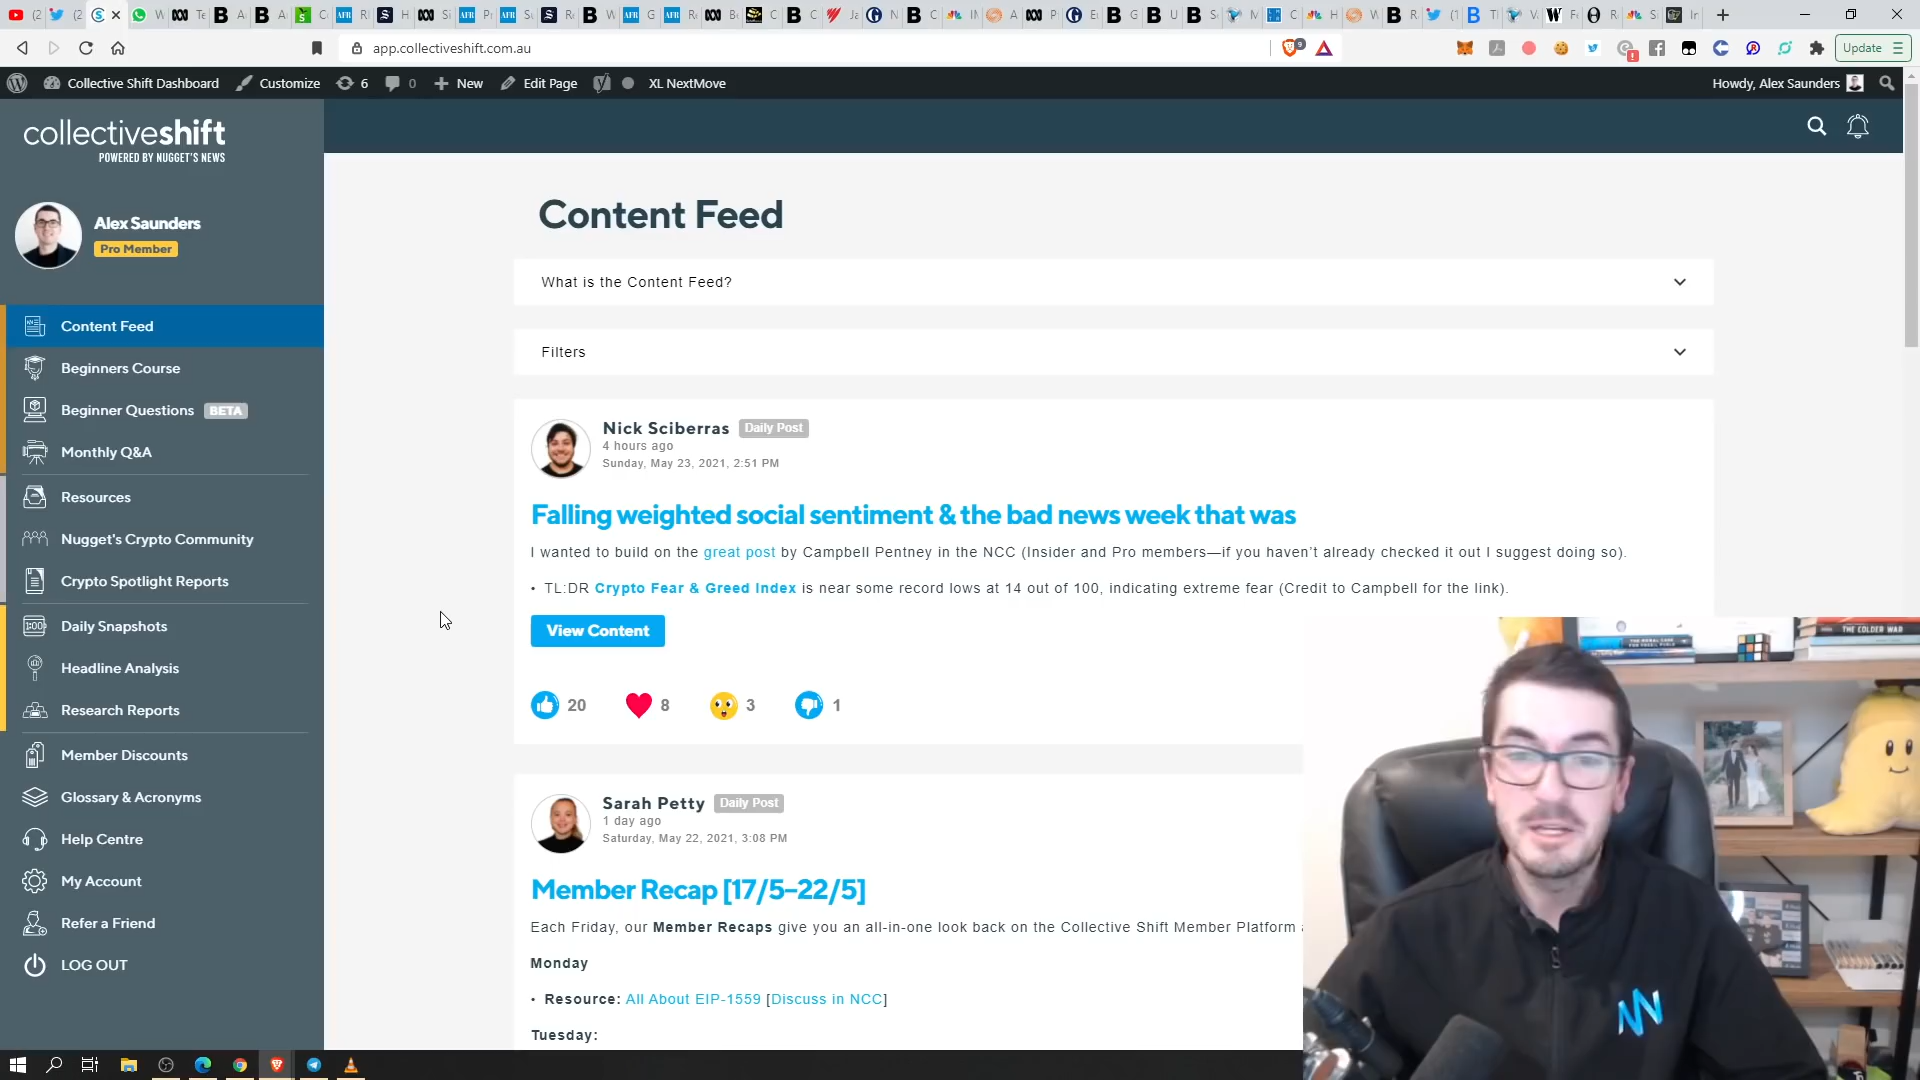 app.collectiveshift.com.au
9
Update
Collective Shift Dashboard
Customize
6
0
New
Edit Page
XL NextMove
Howdy, Alex Saunders
collectiveshift
POWERED BY NUGGET'S NEWS
Alex Saunders
Pro Member
Content Feed
Beginners Course
Beginner Questions BETA
Monthly Q&A
Resources
Nugget's Crypto Community
Crypto Spotlight Reports
Daily Snapshots
Headline Analysis
Research Reports
Member Discounts
Glossary & Acronyms
Help Centre
My Account
Refer a Friend
LOG OUT
Content Feed
What is the Content Feed?
Filters
Nick Sciberras Daily Post
4 hours ago
Sunday, May 23, 2021, 2:51 PM
Falling weighted social sentiment & the bad news week that was
I wanted to build on the great post by Campbell Pentney in the NCC (Insider and Pro members—if you haven't already checked it out I suggest doing so).
• TL:DR Crypto Fear & Greed Index is near some record lows at 14 out of 100, indicating extreme fear (Credit to Campbell for the link).
View Content
20
8
3
1
Sarah Petty Daily Post
1 day ago
Saturday, May 22, 2021, 3:08 PM
Member Recap [17/5–22/5]
Each Friday, our Member Recaps give you an all-in-one look back on the Collective Shift Member Platform
Monday
• Resource: All About EIP-1559 [Discuss in NCC]
Tuesday:
THE COLDER WAR